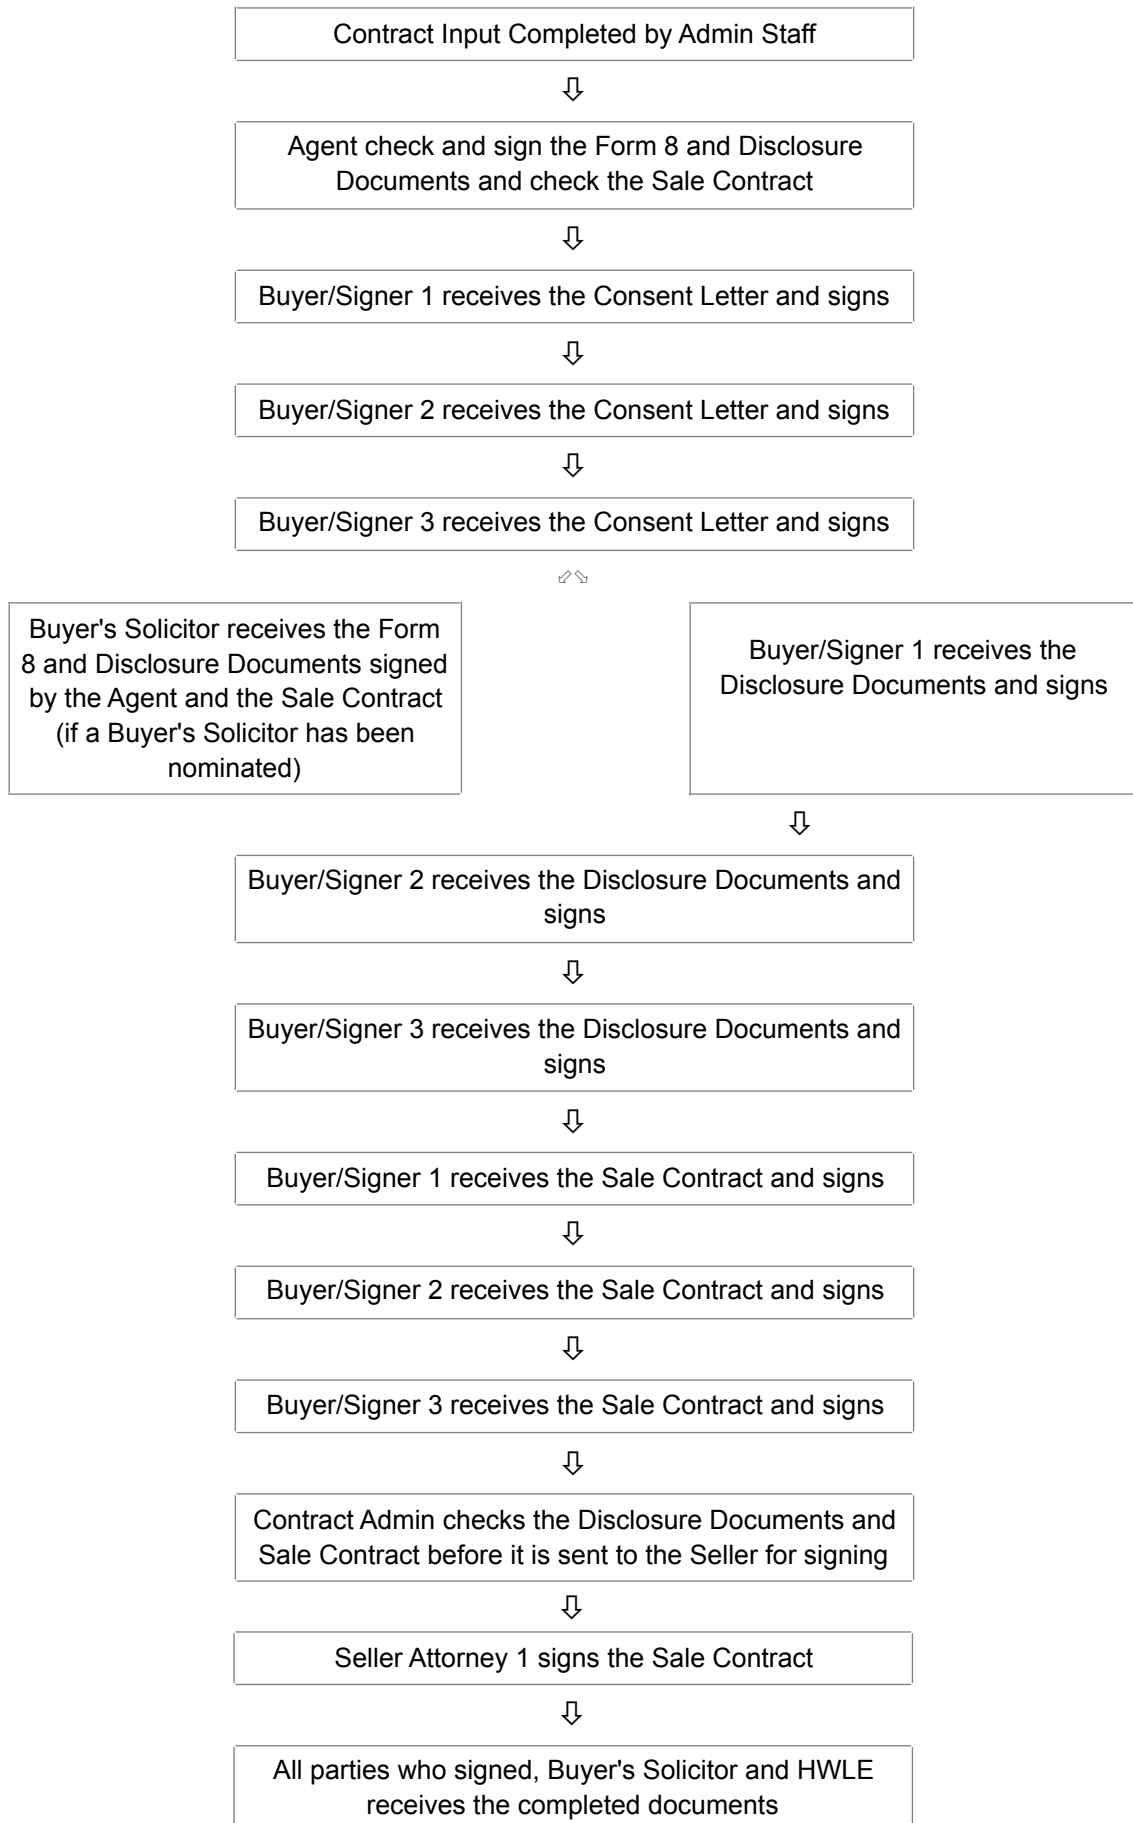 Contract Input Completed by Admin Staff
Agent check and sign the Form 8 and Disclosure
Documents and check the Sale Contract
Buyer/Signer 1 receives the Consent Letter and signs
Buyer/Signer 2 receives the Consent Letter and signs
Buyer/Signer 3 receives the Consent Letter and signs
Buyer's Solicitor receives the Form
8 and Disclosure Documents signed
by the Agent and the Sale Contract
(if a Buyer's Solicitor has been
nominated)
Buyer/Signer 1 receives the
Disclosure Documents and signs
Buyer/Signer 2 receives the Disclosure Documents and
signs
Buyer/Signer 3 receives the Disclosure Documents and
signs
Buyer/Signer 1 receives the Sale Contract and signs
Buyer/Signer 2 receives the Sale Contract and signs
Buyer/Signer 3 receives the Sale Contract and signs
Contract Admin checks the Disclosure Documents and
Sale Contract before it is sent to the Seller for signing
Seller Attorney 1 signs the Sale Contract
All parties who signed, Buyer's Solicitor and HWLE
receives the completed documents